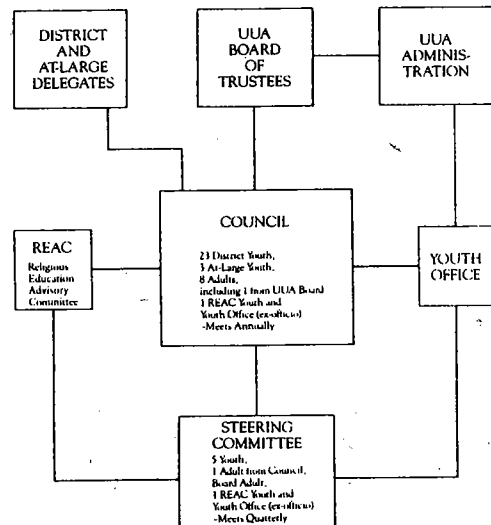 DISTRICT
AND
AT-LARGE
DELEGATES
UUA
BOARD
OF
TRUSTEES
UUA
ADMINIS-
TRATION
COUNCIL
23 District Youth,
3 At-Large Youth,
8 Adults,
including 1 from UUA Board
1 REAC Youth and
Youth Office (ex-officio)
-Meets Annually
REAC
Religious
Education
Advisory
Committee
YOUTH
OFFICE
STEERING
COMMITTEE
5 Youth,
1 Adult from Council,
Board Adult,
1 REAC Youth and
Youth Office (ex-officio)
-Meets Quarterly